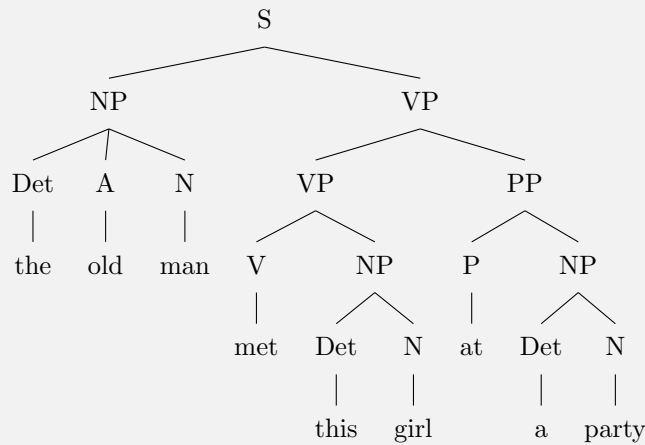 S
NP VP
Det A N VP PP
the old man V NP P NP
met Det N at Det N
this girl a party